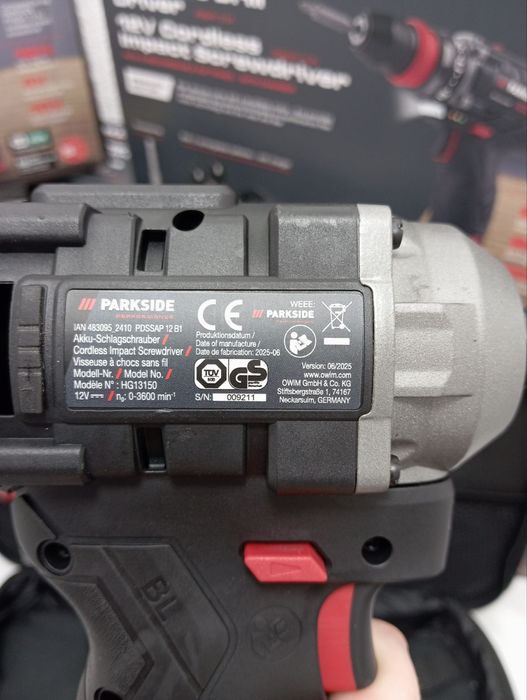 12V Cordless
Impact Screwdriver
PARKSIDE
PERFORMANCE
IAN 483095_2410 PDSSAP 12 B1
Akku-Schlagschrauber /
Cordless Impact Screwdriver /
Visseuse à chocs sans fil
Model-Nr. / Model No. /
Modèle N° : HG13150
12V⎓ n₀: 0-3600 min⁻¹
CE
Produktionsdatum /
Date of manufacture /
Date de fabrication: 2025-06
TÜV
SÜD
GS
S/N: 009211
WEEE:
PARKSIDE
Version: 06/2025
www.owim.com
OWIM GmbH & Co. KG
Stiftsbergstraße 1, 74167
Neckarsulm, GERMANY
BL